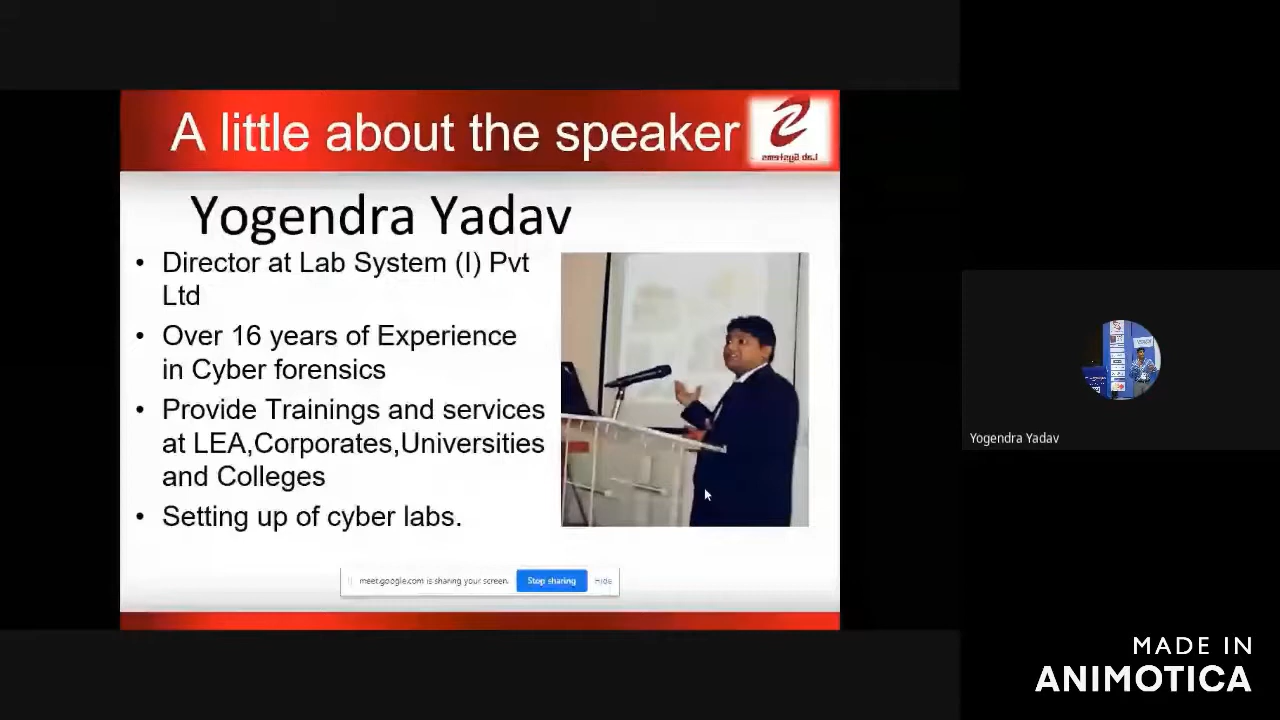 A little about the speaker
Lab Systems
Yogendra Yadav
• Director at Lab System (I) Pvt
Ltd
• Over 16 years of Experience
in Cyber forensics
• Provide Trainings and services
at LEA,Corporates,Universities
and Colleges
• Setting up of cyber labs.
meet.google.com is sharing your screen.
Stop sharing
Hide
Yogendra Yadav
MADE IN
ANIMOTICA